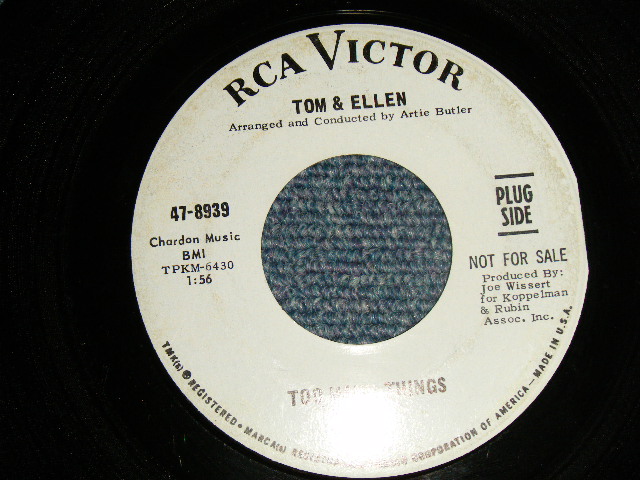 RCA VICTOR
TOM & ELLEN
Arranged and Conducted by Artie Butler
47-8939
Chardon Music
BMI
TPKM-6430
1:56
PLUG
SIDE
NOT FOR SALE
Produced By:
Joe Wissert
for Koppelman
& Rubin
Assoc. Inc.
TOO THINGS
TMK(s) ® REGISTERED • MARCA(s) CORPORATION OF AMERICA—MADE IN U.S.A.